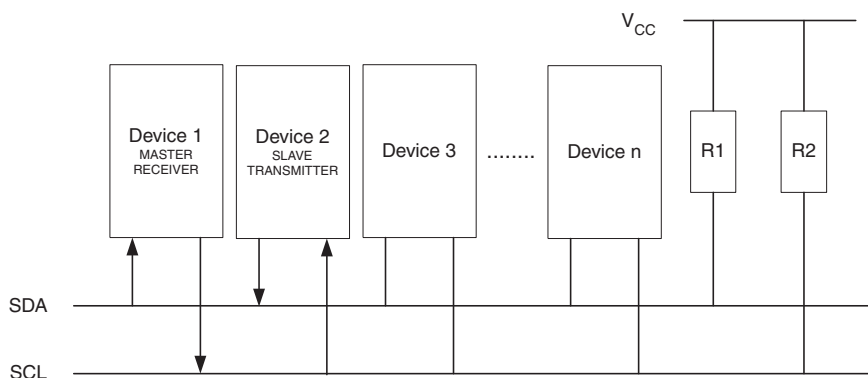 VCC
Device 1
MASTER
RECEIVER
Device 2
SLAVE
TRANSMITTER
Device 3
........
Device n
R1
R2
SDA
SCL